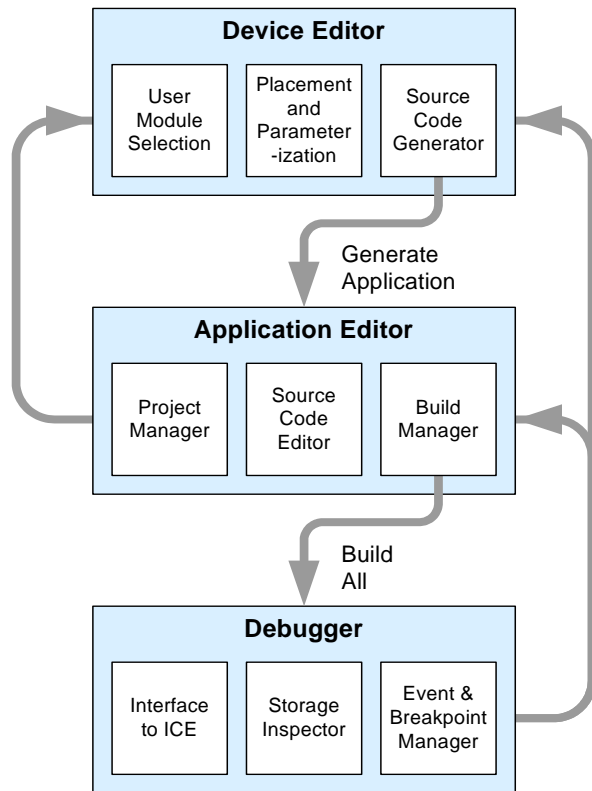 Device Editor
User
Module
Selection
Placement
and
Parameter
-ization
Source
Code
Generator
Generate
Application
Application Editor
Project
Manager
Source
Code
Editor
Build
Manager
Build
All
Debugger
Interface
to ICE
Storage
Inspector
Event &
Breakpoint
Manager